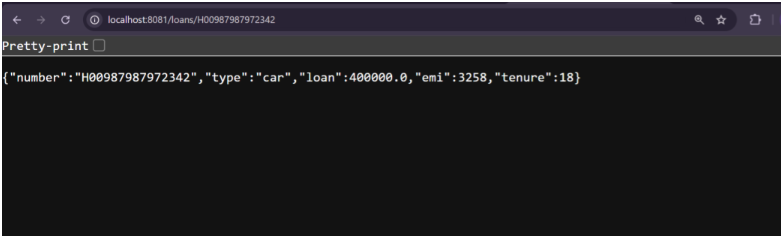 localhost:8081/loans/H00987987972342
Pretty-print
{"number":"H00987987972342","type":"car","loan":400000.0,"emi":3258,"tenure":18}